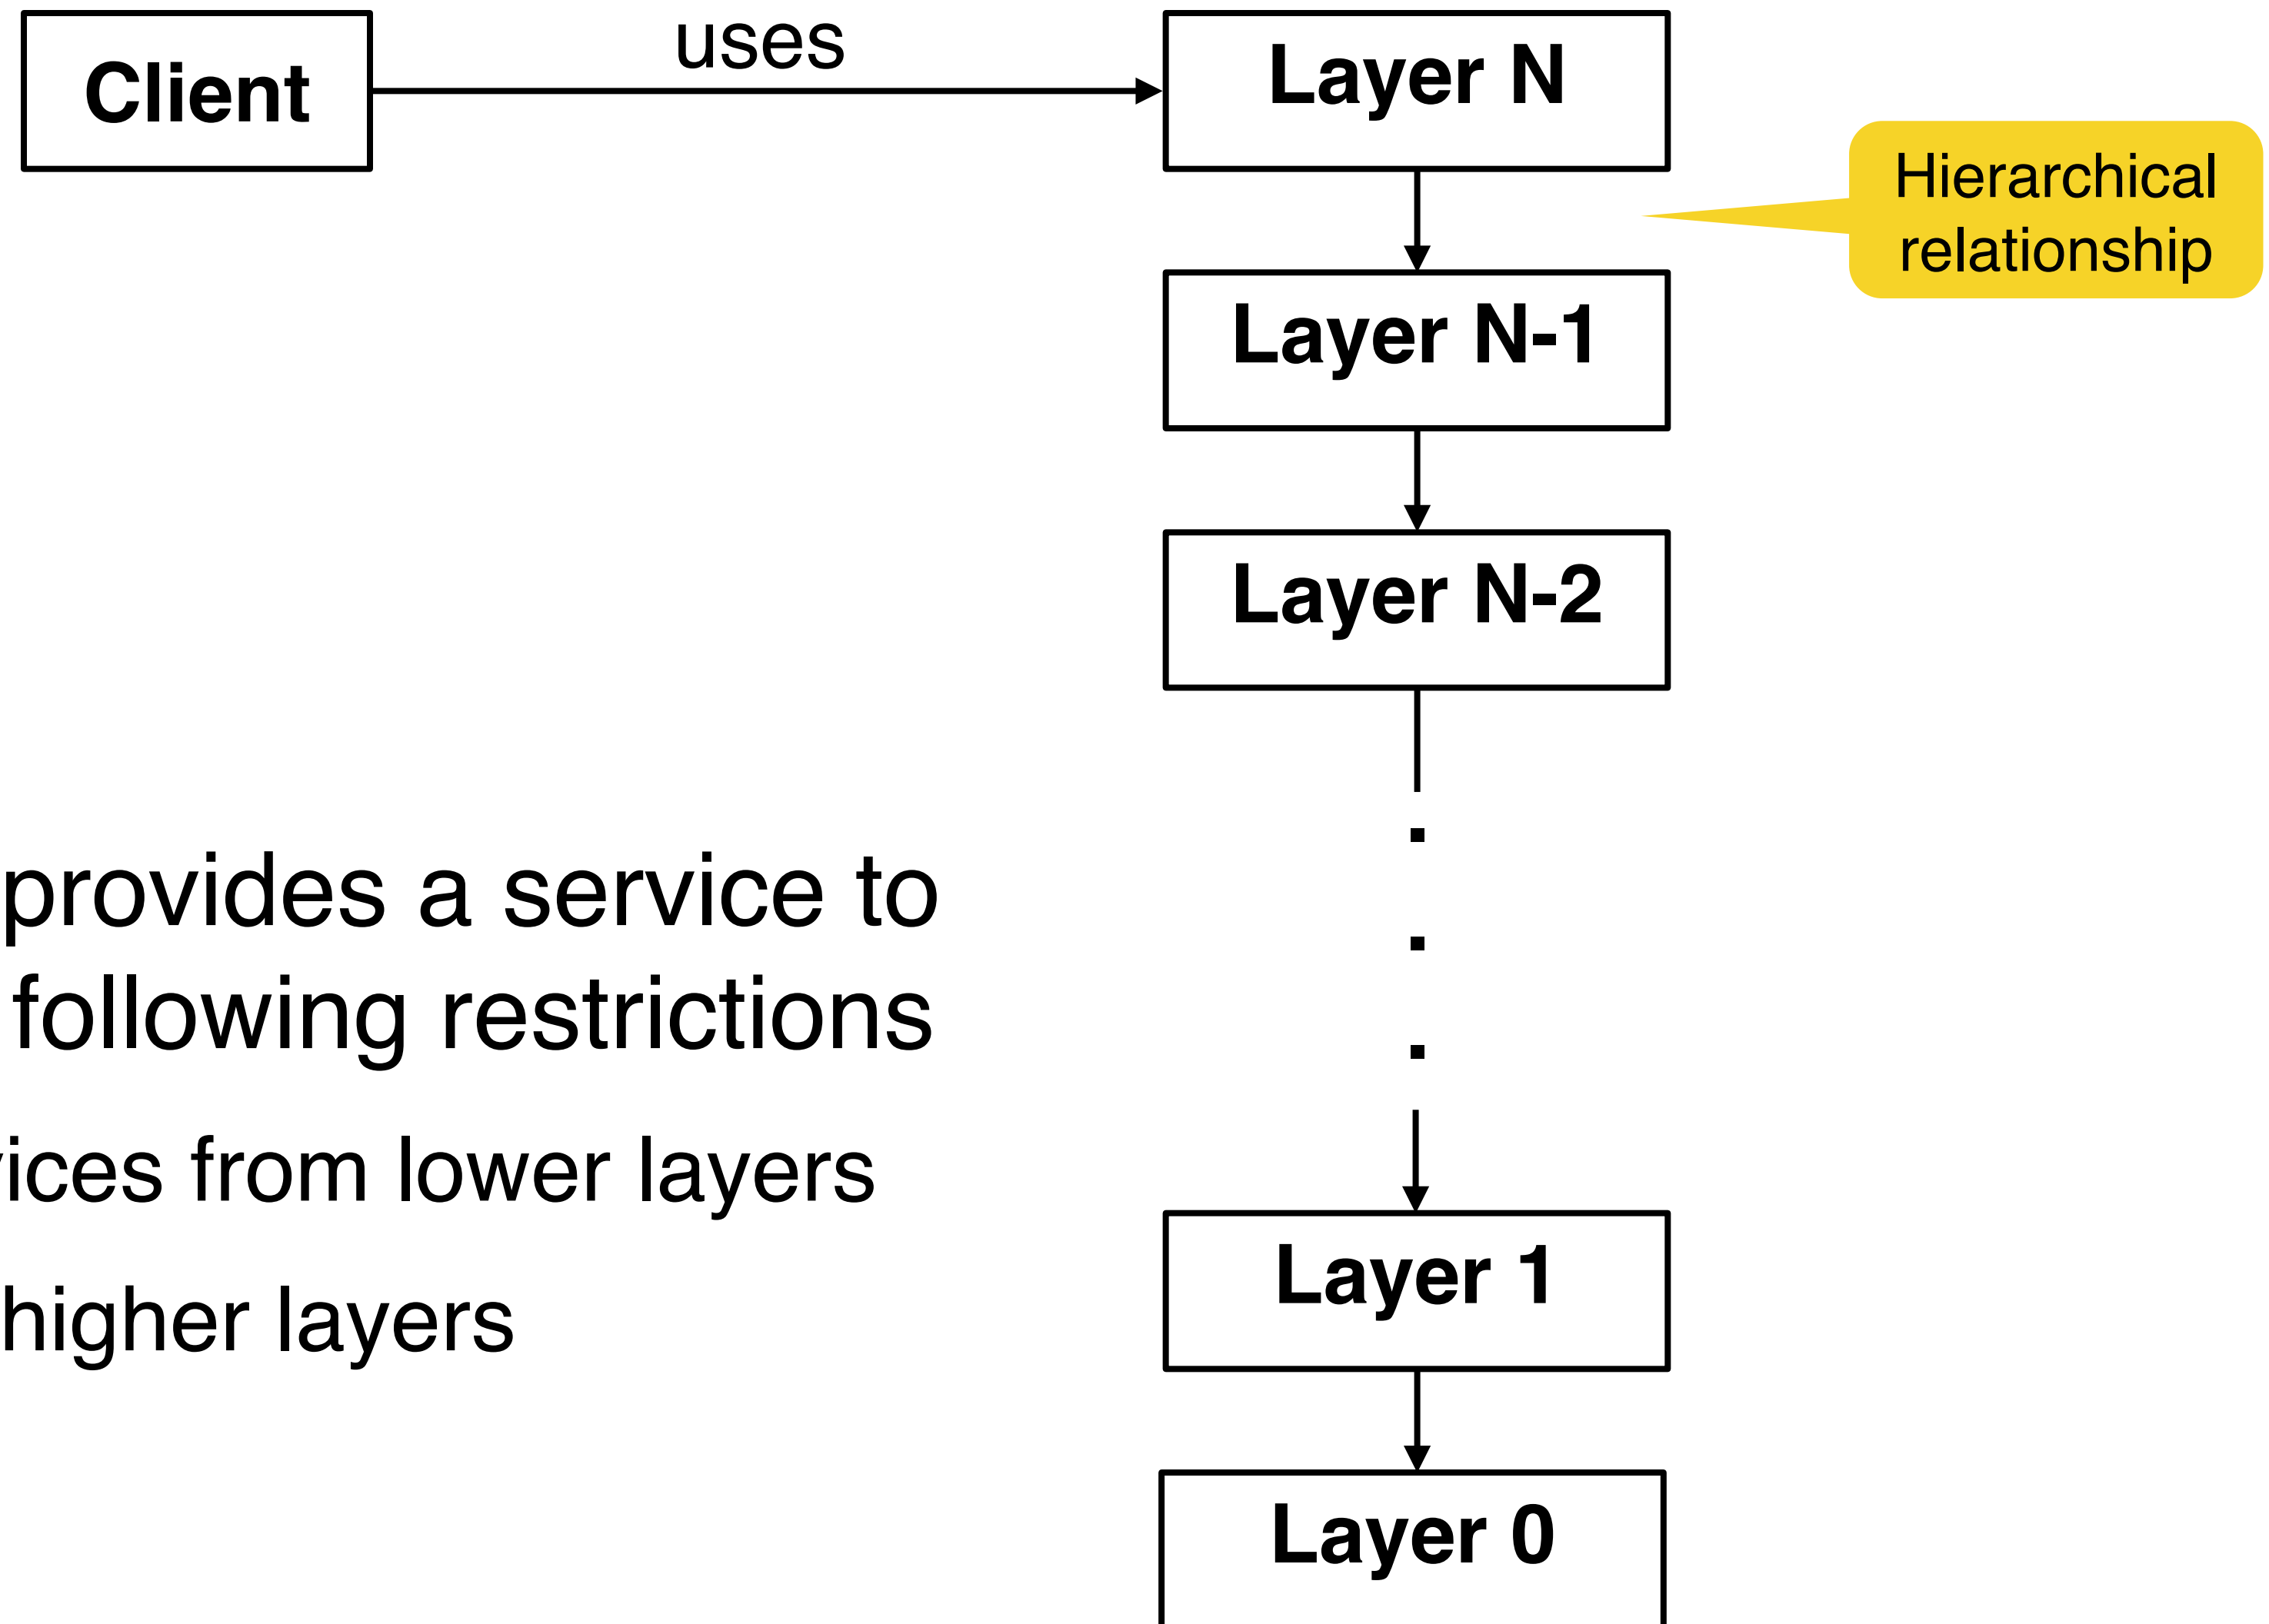 Client
uses
Layer N
Hierarchical
relationship
Layer N-1
Layer N-2
.
.
.
provides a service to
following restrictions
from lower layers
higher layers
Layer 1
Layer 0